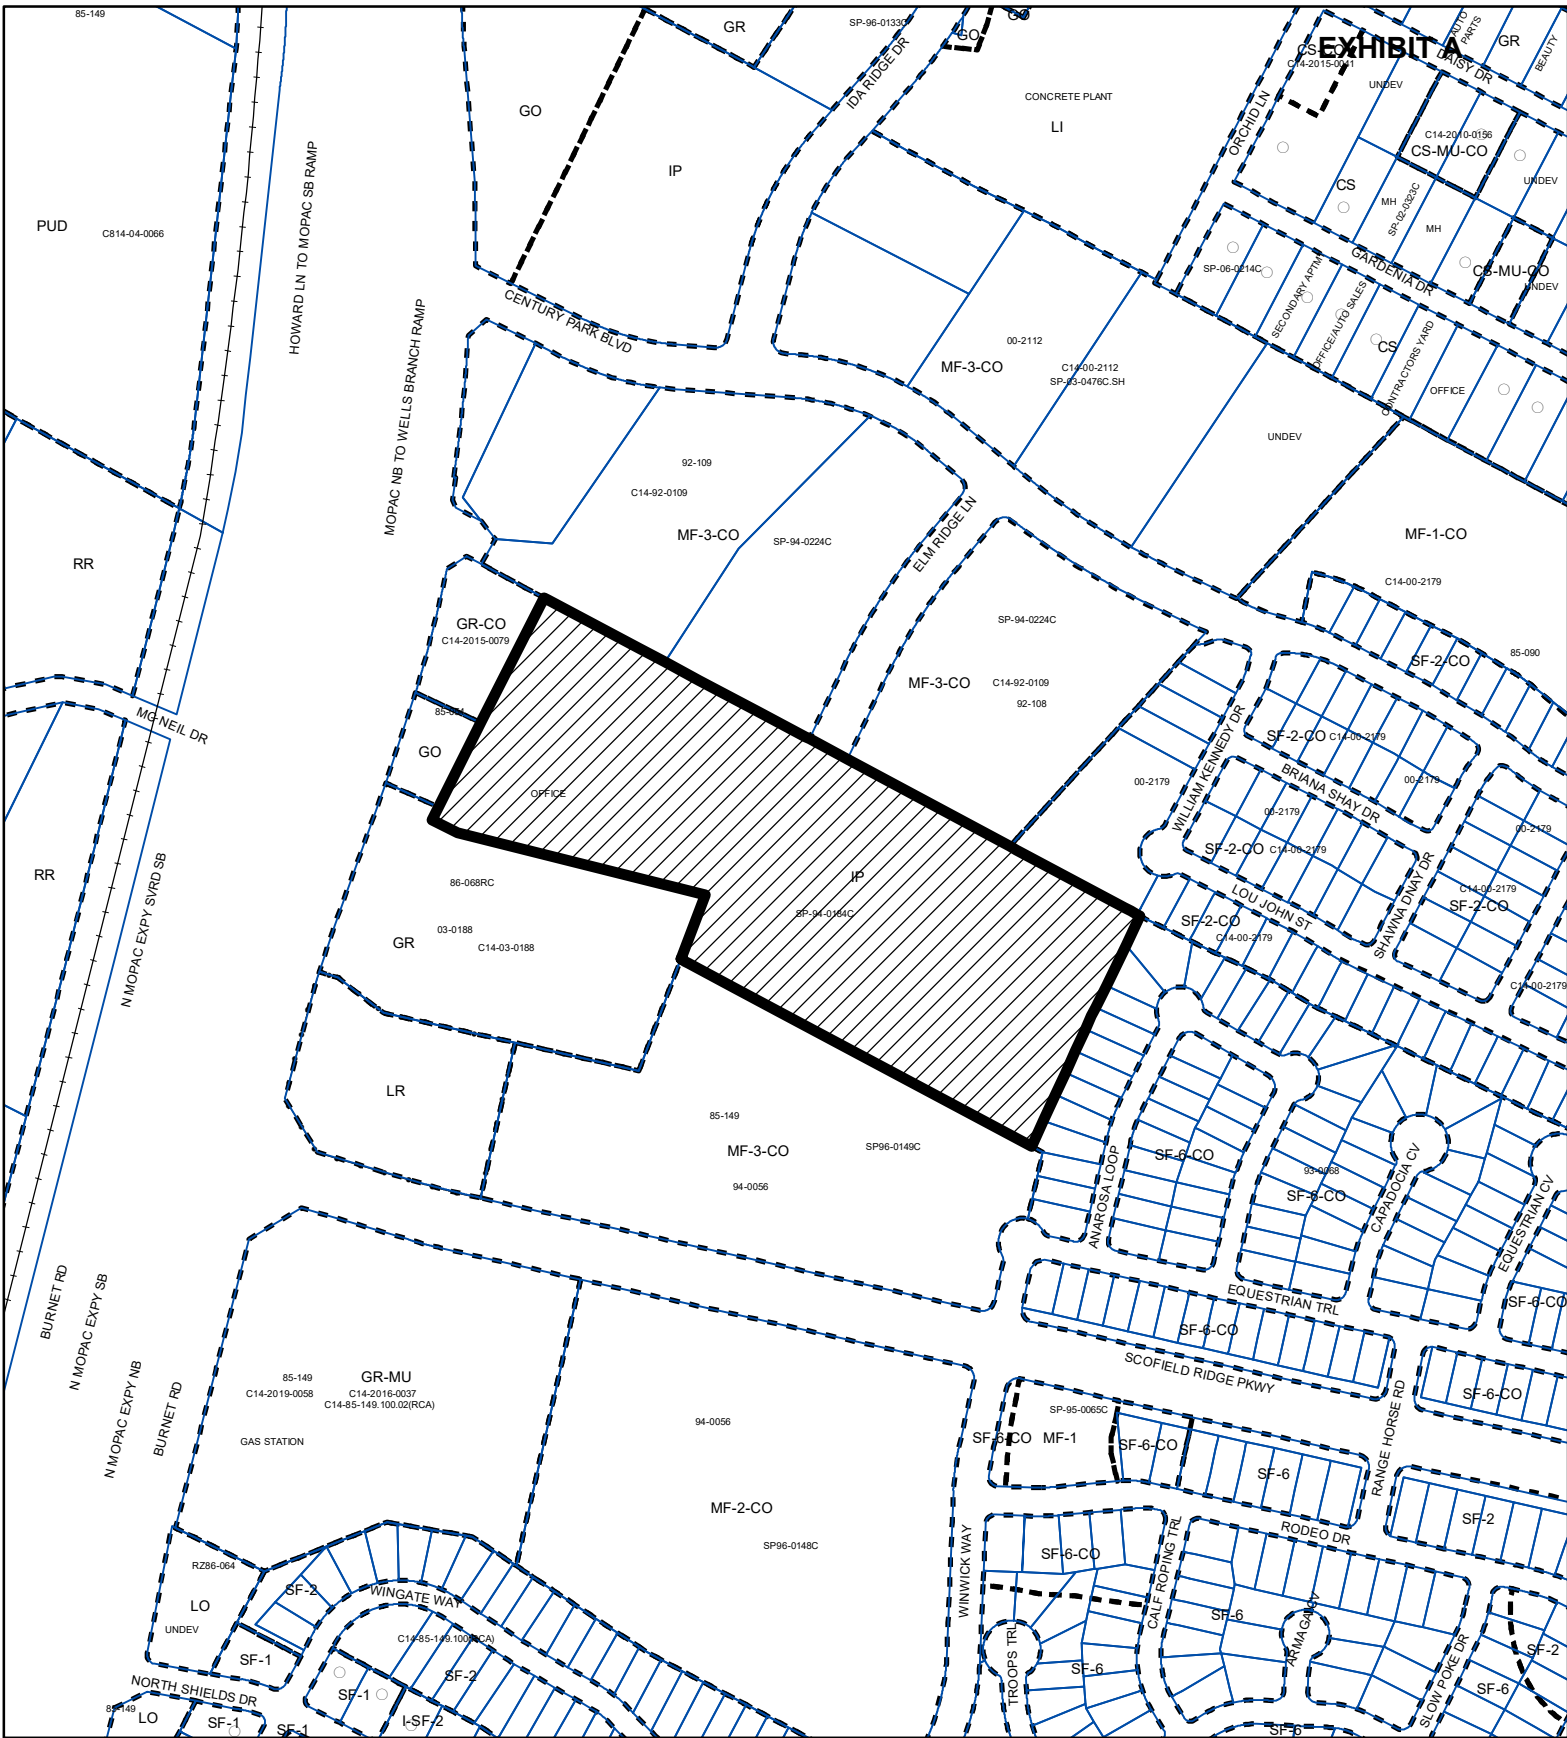 85-149
GR
SP-96-0133C
GO
GO
EXHIBIT A
CS-CO
C14-2015-0041
AUTO
PARTS
GR
BEAUTY
DAISY DR
UNDEV
IDA RIDGE DR
GO
CONCRETE PLANT
LI
ORCHID LN
C14-2010-0156
CS-MU-CO
UNDEV
IP
CS
MH
SP-02-0323C
MH
PUD
C814-04-0066
HOWARD LN TO MOPAC SB RAMP
SP-06-0214C
SECONDARY APTM
GARDENIA DR
CS-MU-CO
UNDEV
CENTURY PARK BLVD
OFFICE/AUTO SALES
CS
CONTRACTORS YARD
OFFICE
MOPAC NB TO WELLS BRANCH RAMP
00-2112
MF-3-CO
C14-00-2112
SP-03-0476C.SH
UNDEV
92-109
C14-92-0109
MF-3-CO
SP-94-0224C
ELM RIDGE LN
MF-1-CO
RR
C14-00-2179
GR-CO
C14-2015-0079
SP-94-0224C
SF-2-CO
85-090
MF-3-CO
C14-92-0109
92-108
MC NEIL DR
GO
WILLIAM KENNEDY DR
SF-2-CO
C14-00-2179
00-2179
BRIANA SHAY DR
00-2179
OFFICE
00-2179
00-2179
SF-2-CO
C14-00-2179
RR
86-068RC
IP
SP-94-0184C
LOU JOHN ST
SHAWNA DNAY DR
C14-00-2179
SF-2-CO
SF-2-CO
C14-00-2179
N MOPAC EXPY SVRD SB
03-0188
GR
C14-03-0188
C14-00-2179
LR
85-149
MF-3-CO
SP96-0149C
94-0056
ANAROSA LOOP
SF-6-CO
93-0068
SF-6-CO
CAPADOCIA CV
EQUESTRIAN CV
BURNET RD
N MOPAC EXPY SB
EQUESTRIAN TRL
SF-6-CO
SF-6-CO
N MOPAC EXPY NB
BURNET RD
85-149
GR-MU
C14-2019-0058
C14-2016-0037
C14-85-149.100.02(RCA)
SCOFIELD RIDGE PKWY
SF-6-CO
GAS STATION
94-0056
SP-95-0065C
SF-6-CO
MF-1
SF-6-CO
RANGE HORSE RD
SF-6
MF-2-CO
SP96-0148C
RODEO DR
SF-2
RZ86-064
LO
UNDEV
SF-2
WINGATE WAY
WINWICK WAY
SF-6-CO
CALF ROPING TRL
SF-6
ARMAGA CV
SF-1
C14-85-149.100(RCA)
SF-2
TROOPS TRL
SF-6
SLOW POKE DR
SF-2
NORTH SHIELDS DR
SF-1
SF-6
85-149
LO
SF-1
SF-1
I-SF-2
SF-6